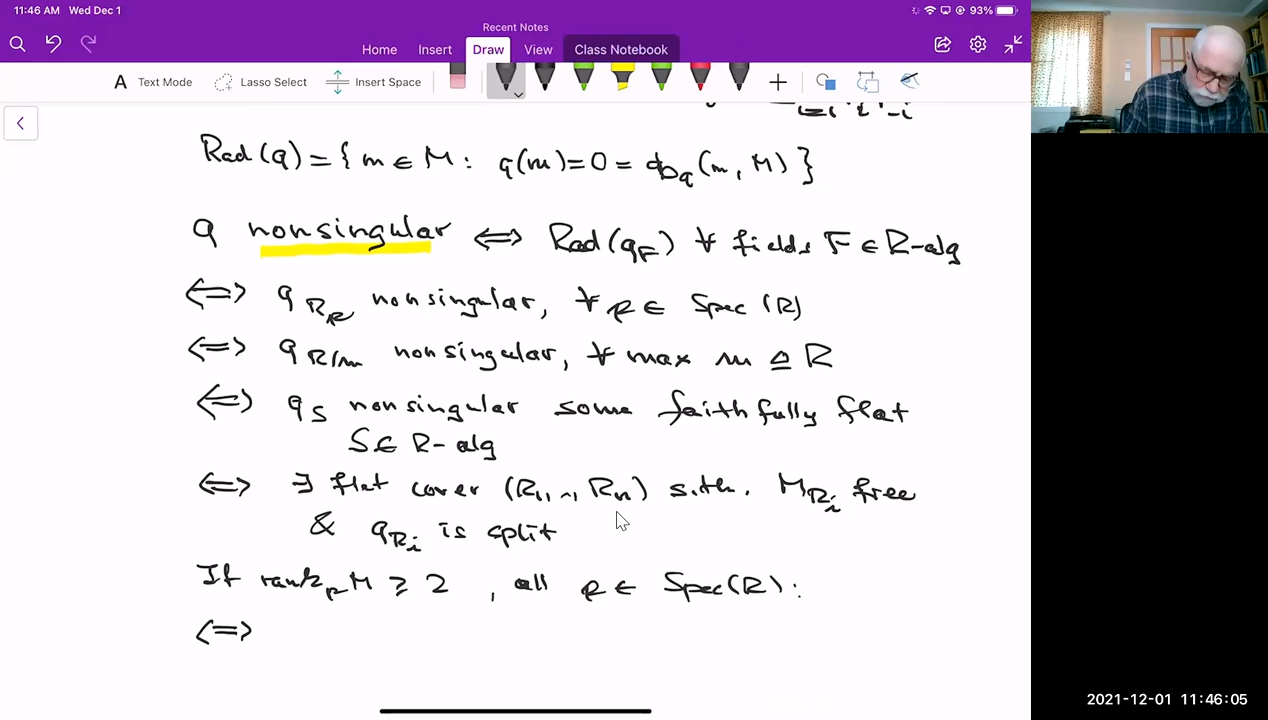 11:46 AM Wed Dec 1
93%
Recent Notes
Home Insert Draw View Class Notebook
A Text Mode Lasso Select Insert Space
Rad(q) = { m ∈ M : q(m) = 0 = b_q(m, M) }
q nonsingular ⟺ Rad(q_F) ∀ fields F ∈ R-alg
⟺ q_{R_p} nonsingular, ∀ p ∈ Spec(R)
⟺ q_{R/m} nonsingular, ∀ max m ⊴ R
⟺ q_S nonsingular some faithfully flat
S ∈ R-alg
⟺ ∃ flat cover (R_1, ..., R_n) s.th. M_{R_i} free
& q_{R_i} is split
If rank_p M ≥ 2, all p ∈ Spec(R):
⟺
2021-12-01 11:46:05